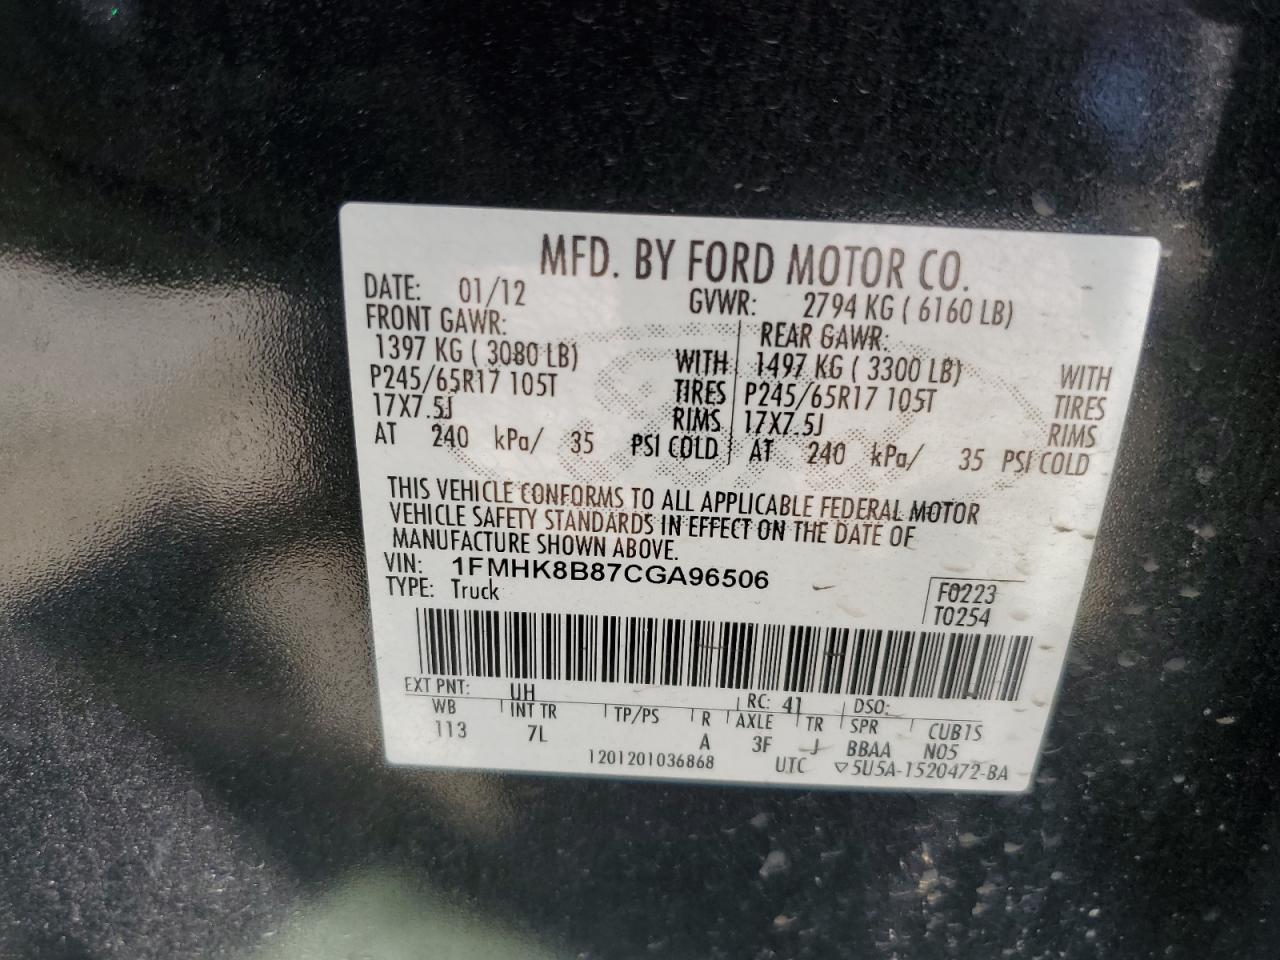 MFD. BY FORD MOTOR CO.
DATE: 01/12 GVWR: 2794 KG ( 6160 LB)
FRONT GAWR: REAR GAWR:
1397 KG ( 3080 LB) WITH 1497 KG ( 3300 LB) WITH
P245/65R17 105T TIRES P245/65R17 105T TIRES
17X7.5J RIMS 17X7.5J RIMS
AT 240 kPa/ 35 PSI COLD AT 240 kPa/ 35 PSI COLD
THIS VEHICLE CONFORMS TO ALL APPLICABLE FEDERAL MOTOR
VEHICLE SAFETY STANDARDS IN EFFECT ON THE DATE OF
MANUFACTURE SHOWN ABOVE.
VIN: 1FMHK8B87CGA96506
TYPE: Truck F0223
T0254
EXT PNT: UH RC: 41 DSO:
WB INT TR TP/PS R AXLE TR SPR CUB1S
113 7L A 3F J BBAA N05
1201201036868 UTC ▽5U5A-1520472-BA